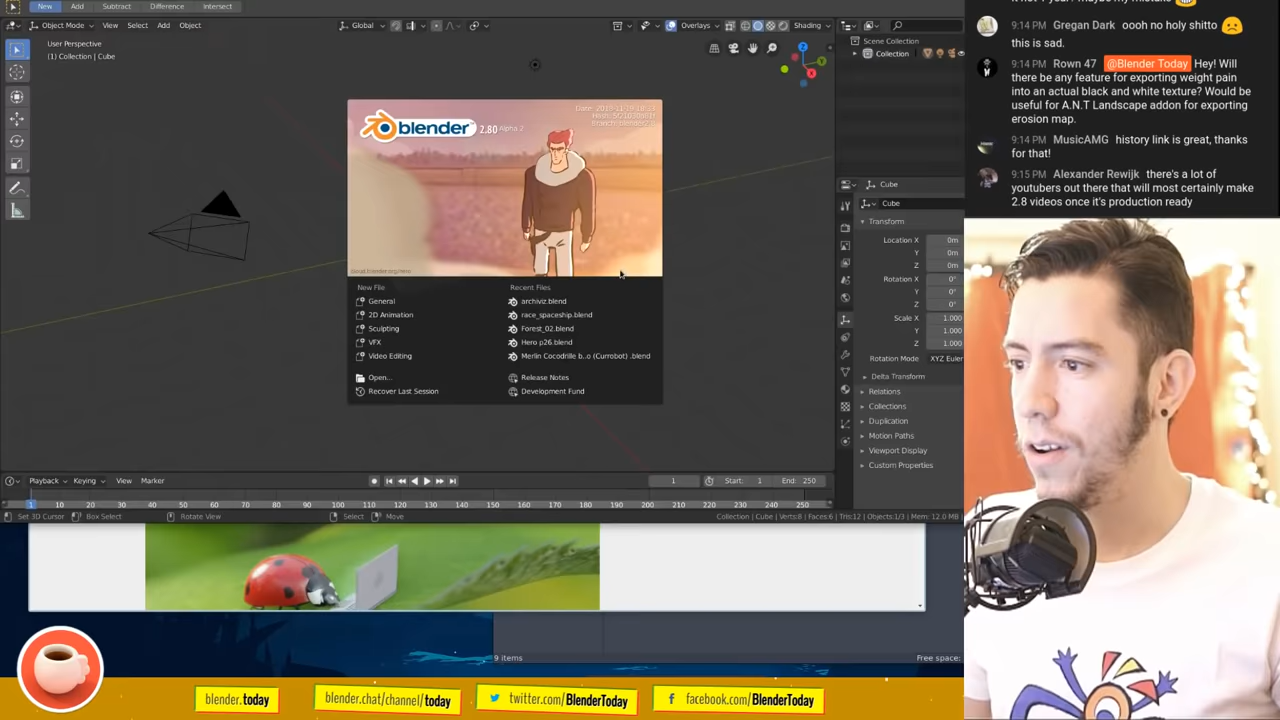 New Add Subtract Intersect
Object Mode View Select Add Object Global Overlays Shading
User Perspective
(1) Collection | Cube
Scene Collection
Collection
blender 2.80 Alpha 2
cloud.blender.org/hero
New File Recent Files
General archiviz.blend
2D Animation race_spaceship.blend
Sculpting Forest_02.blend
VFX Hero p26.blend
Video Editing Merlin Cocodrille b..o (Currobot) .blend
Open... Release Notes
Recover Last Session Development Fund
Cube
Cube
Transform
Location X 0m
Y 0m
Z 0m
Rotation X 0°
Y 0°
Z 0°
Scale X 1.000
Y 1.000
Z 1.000
Rotation Mode XYZ Euler
Delta Transform
Relations
Collections
Duplication
Motion Paths
Viewport Display
Custom Properties
Playback Keying View Marker 1 Start: 1 End: 250
1 10 20 30 40 50 60 70 80 90 100 110 120 130 140 150 160 170 180 190 200 210 220 230 240 250
Set 3D Cursor Box Select Rotate View Select Move Collection | Cube | Verts:8 | Faces:6 | Tris:12 | Objects:1/3 | Mem: 12.0 MB
9 items Free space:
9:14 PM Gregan Dark oooh no holy shitto
this is sad.
9:14 PM Rown 47 @Blender Today Hey! Will
there be any feature for exporting weight pain
into an actual black and white texture? Would be
useful for A.N.T Landscape addon for exporting
erosion map.
9:14 PM MusicAMG history link is great, thanks
for that!
9:15 PM Alexander Rewijk there's a lot of
youtubers out there that will most certainly make
2.8 videos once it's production ready
blender.today blender.chat/channel/today twitter.com/BlenderToday facebook.com/BlenderToday